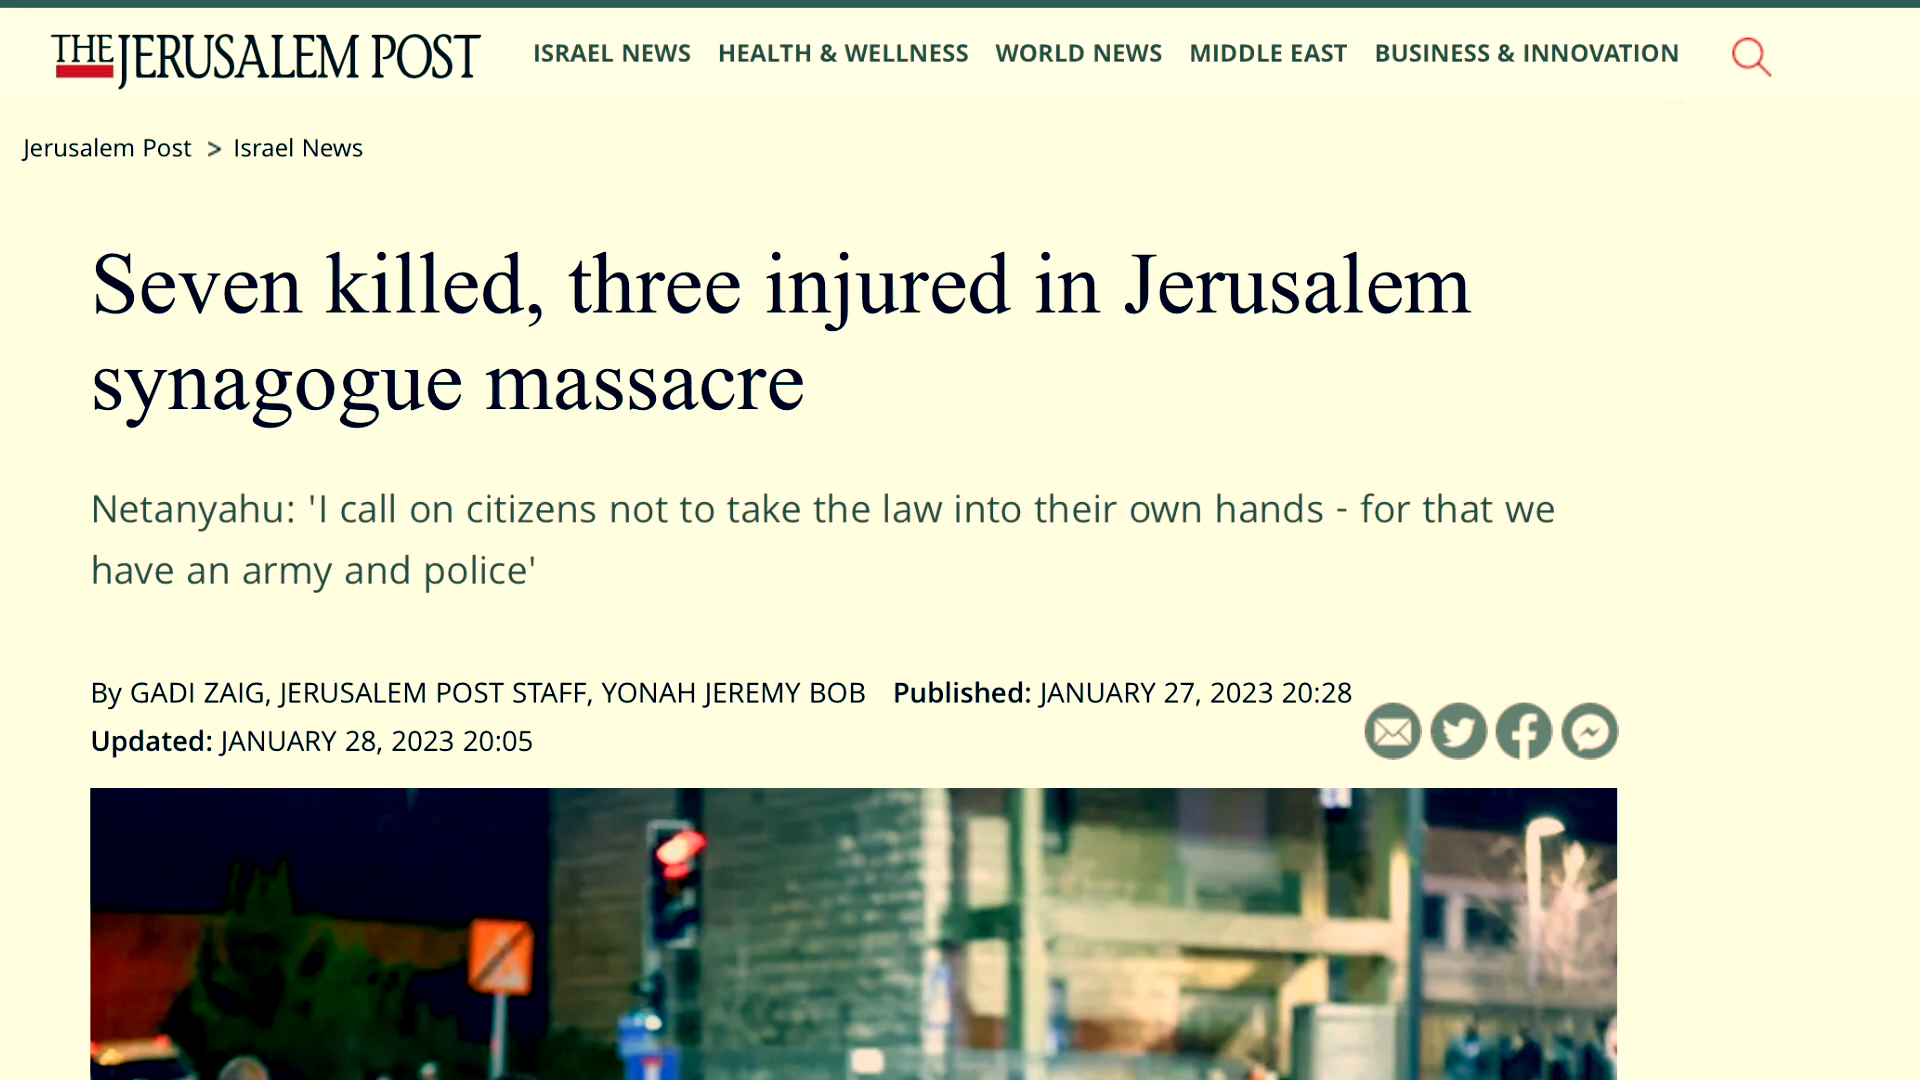 THE JERUSALEM POST
ISRAEL NEWS HEALTH & WELLNESS WORLD NEWS MIDDLE EAST BUSINESS & INNOVATION
Jerusalem Post > Israel News
Seven killed, three injured in Jerusalem
synagogue massacre
Netanyahu: 'I call on citizens not to take the law into their own hands - for that we
have an army and police'
By GADI ZAIG, JERUSALEM POST STAFF, YONAH JEREMY BOB Published: JANUARY 27, 2023 20:28
Updated: JANUARY 28, 2023 20:05